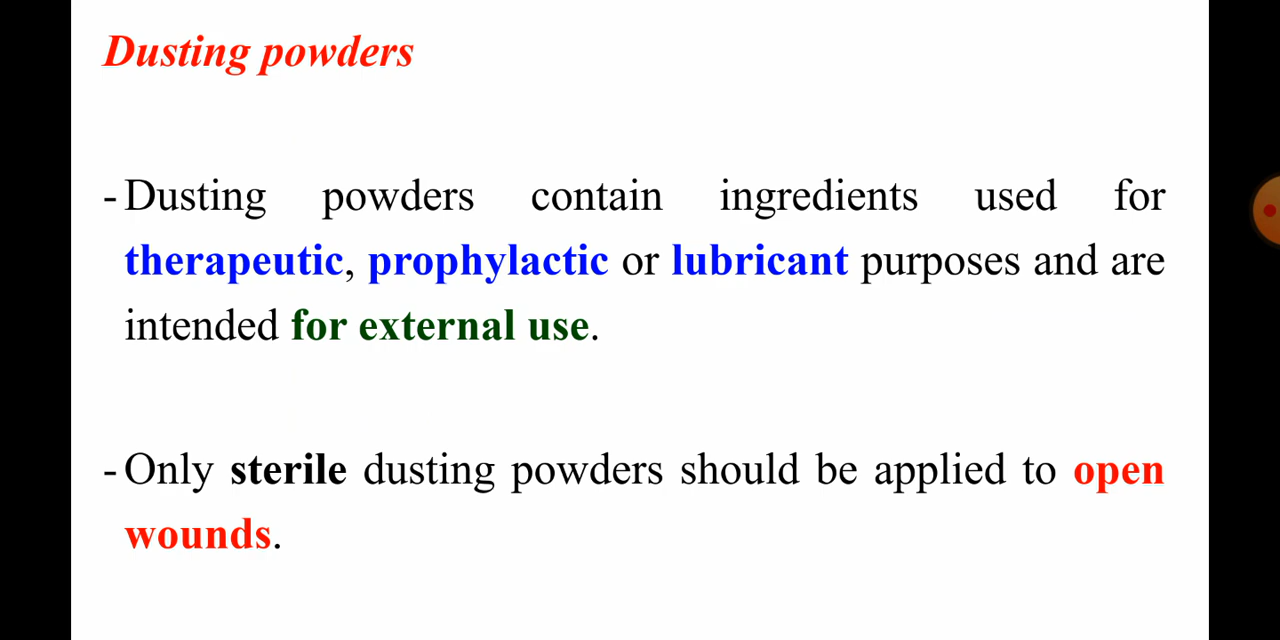 Dusting powders
- Dusting powders contain ingredients used for
therapeutic, prophylactic or lubricant purposes and are
intended for external use.
- Only sterile dusting powders should be applied to open
wounds.